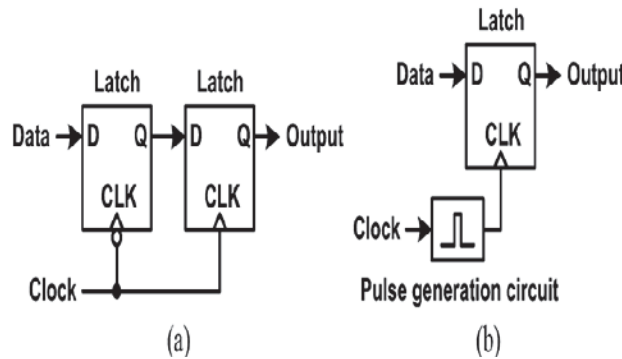 Latch
Latch
Data
D
Q
D
Q
Output
CLK
CLK
Clock
(a)
Latch
Data
D
Q
Output
CLK
Clock
Pulse generation circuit
(b)